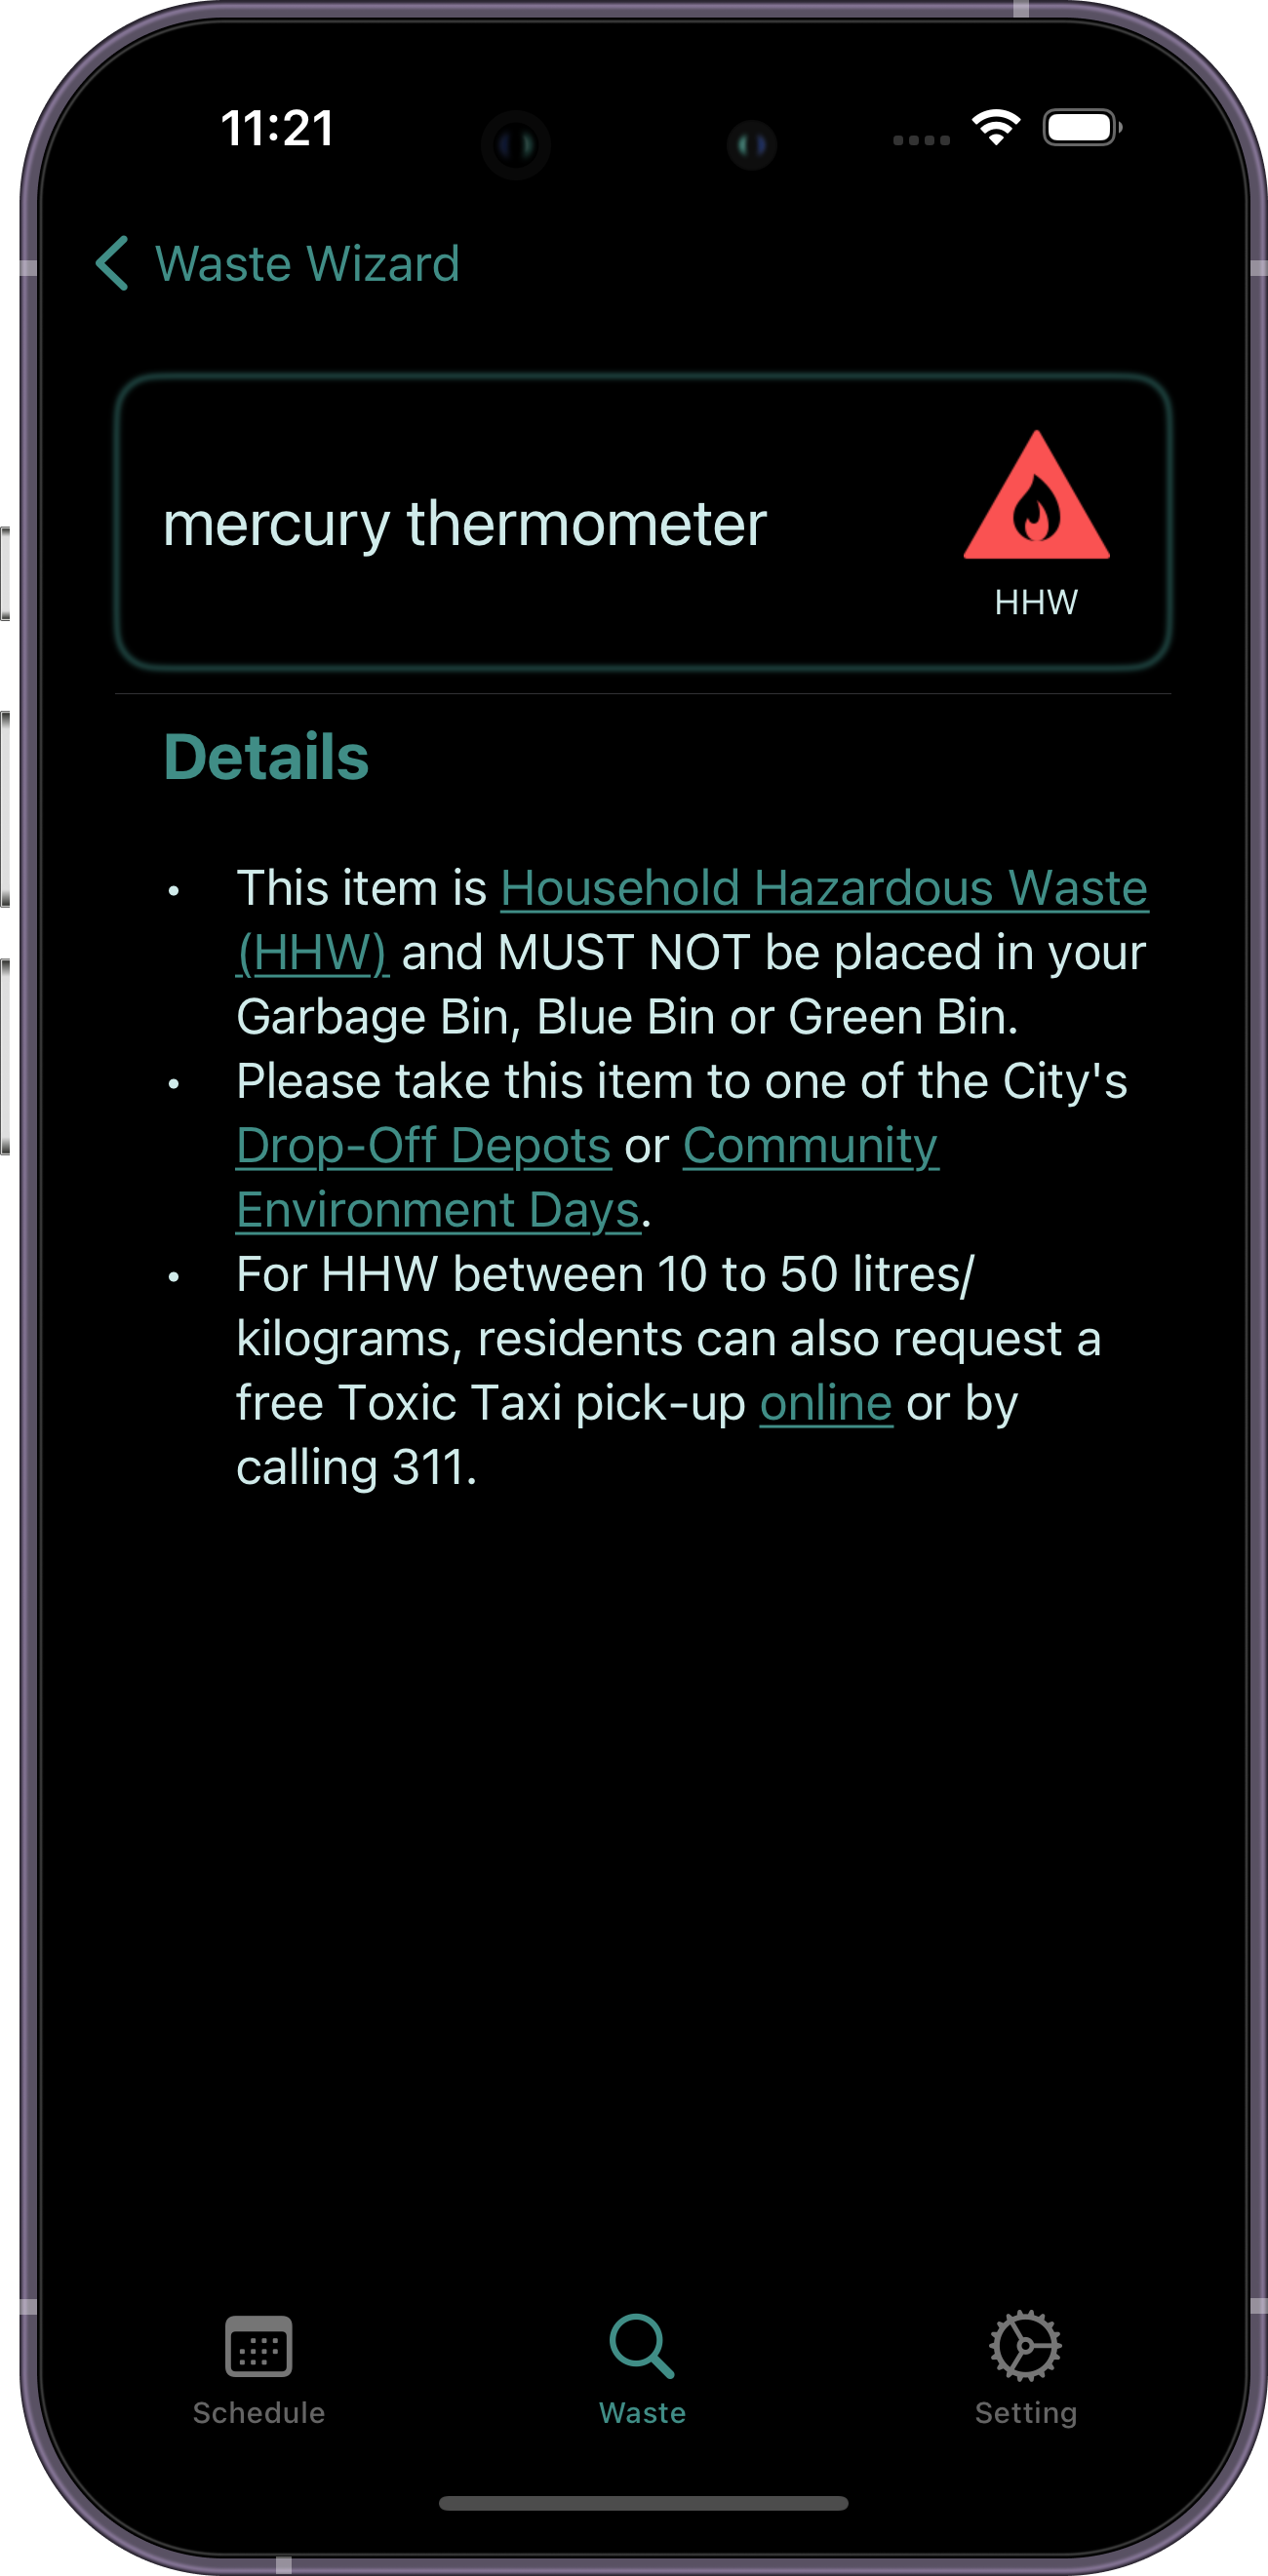 11:21
Waste Wizard
mercury thermometer
HHW
Details
• This item is Household Hazardous Waste
(HHW) and MUST NOT be placed in your
Garbage Bin, Blue Bin or Green Bin.
• Please take this item to one of the City's
Drop-Off Depots or Community
Environment Days.
• For HHW between 10 to 50 litres/
kilograms, residents can also request a
free Toxic Taxi pick-up online or by
calling 311.
Schedule
Waste
Setting